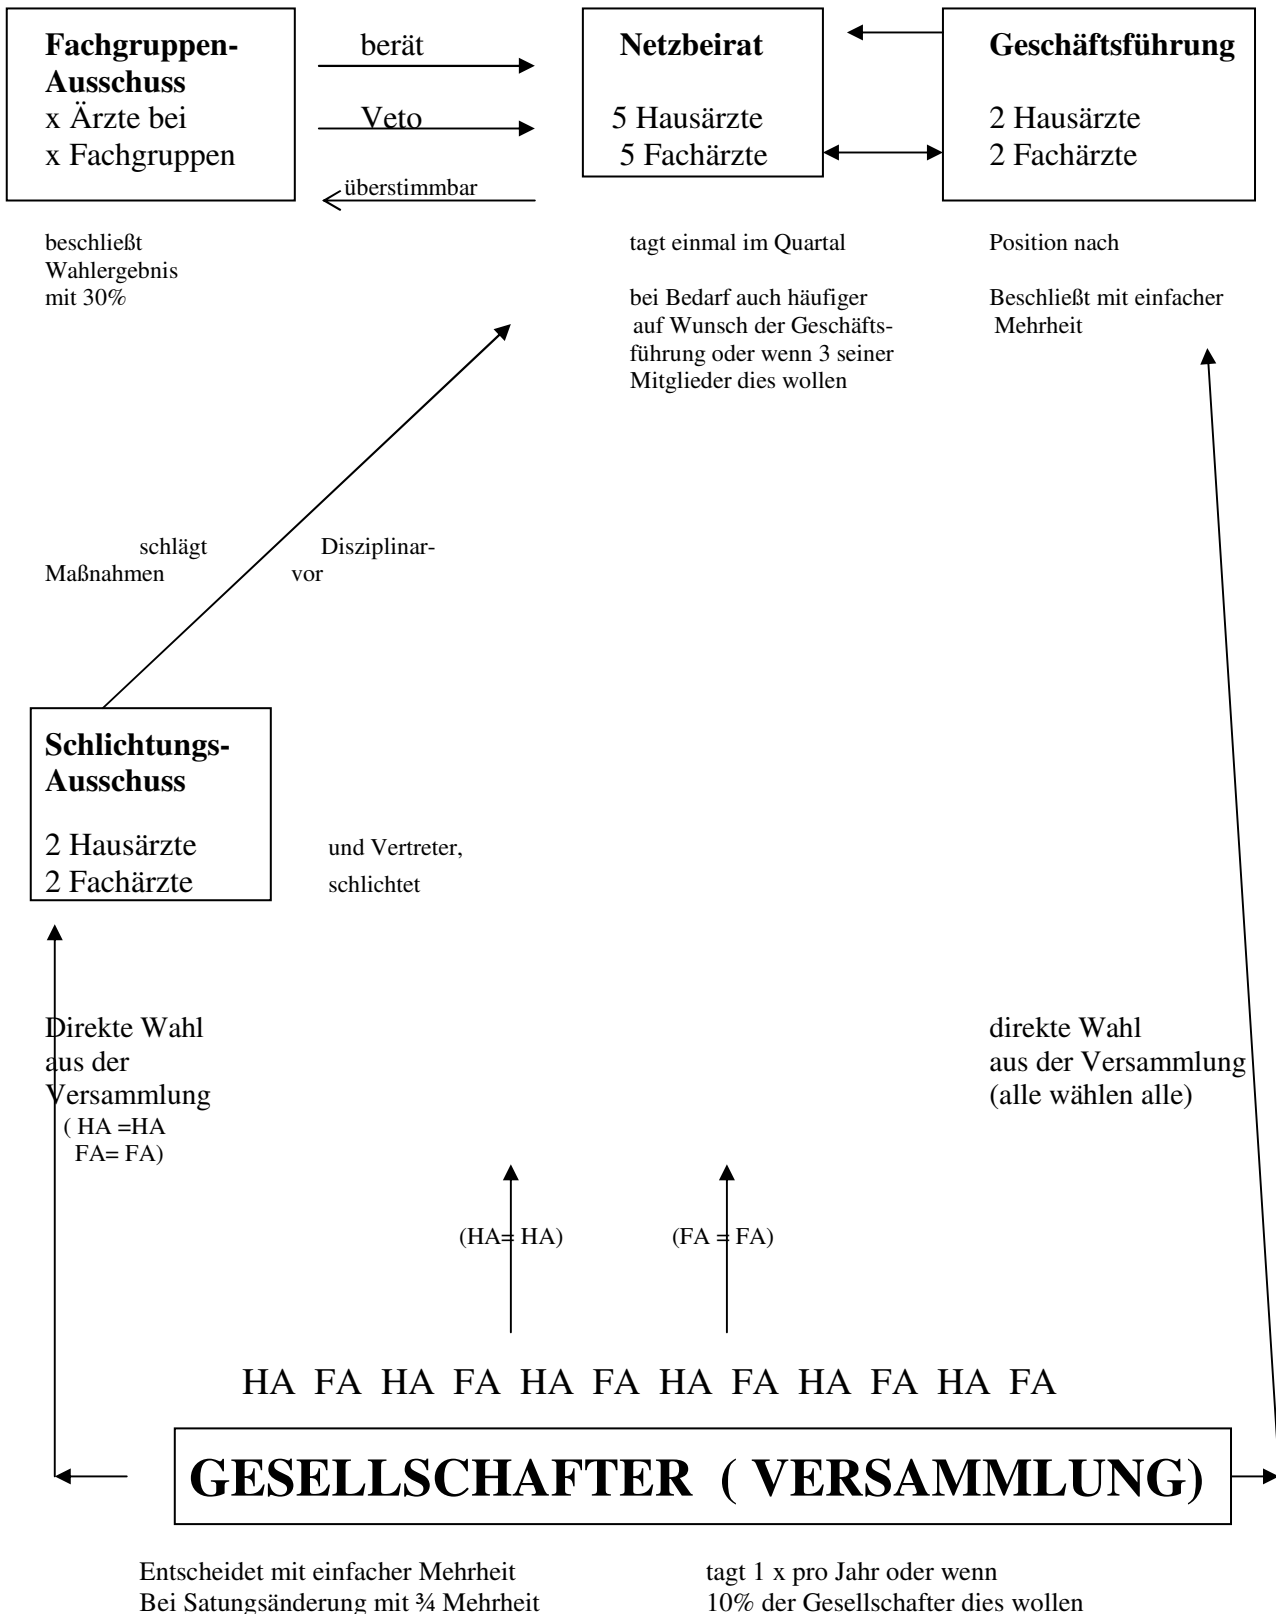 Fachgruppen-
Ausschuss
x Ärzte bei
x Fachgruppen
berät
Veto
überstimmbar
Netzbeirat
5 Hausärzte
5 Fachärzte
Geschäftsführung
2 Hausärzte
2 Fachärzte
beschließt
Wahlergebnis
mit 30%
tagt einmal im Quartal
bei Bedarf auch häufiger
auf Wunsch der Geschäfts-
führung oder wenn 3 seiner
Mitglieder dies wollen
Position nach
Beschließt mit einfacher
Mehrheit
schlägt Disziplinar-
Maßnahmen vor
Schlichtungs-
Ausschuss
2 Hausärzte
2 Fachärzte
und Vertreter,
schlichtet
Direkte Wahl
aus der
Versammlung
( HA =HA
FA= FA)
direkte Wahl
aus der Versammlung
(alle wählen alle)
(HA= HA) (FA = FA)
HA FA HA FA HA FA HA FA HA FA HA FA
GESELLSCHAFTER ( VERSAMMLUNG)
Entscheidet mit einfacher Mehrheit
Bei Satungsänderung mit ¾ Mehrheit
tagt 1 x pro Jahr oder wenn
10% der Gesellschafter dies wollen